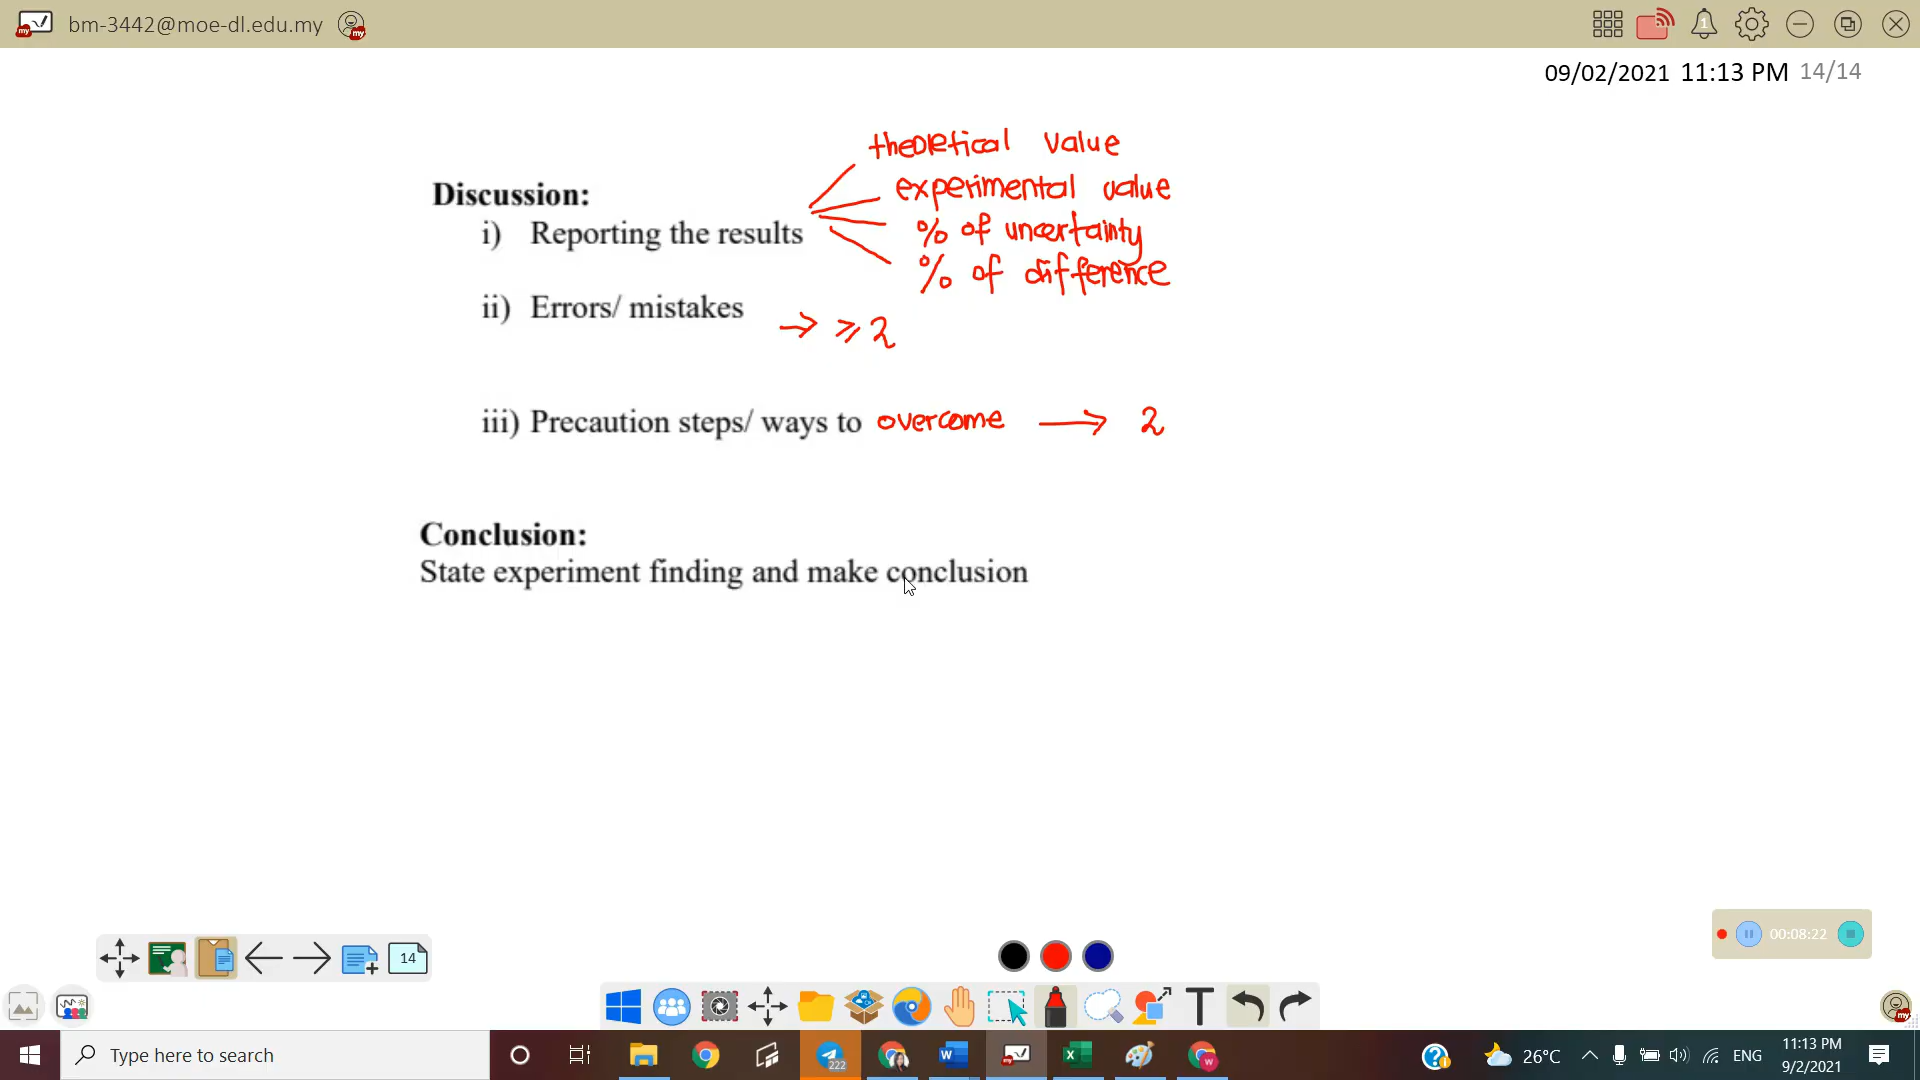 bm-3442@moe-dl.edu.my
09/02/2021 11:13 PM 14/14
theoretical value
Discussion:
experimental value
i) Reporting the results
% of uncertainty
% of difference
ii) Errors/ mistakes
→ ≥ 2
iii) Precaution steps/ ways to overcome → 2
Conclusion:
State experiment finding and make conclusion
00:08:22
14
Type here to search
222
26°C
ENG
11:13 PM
9/2/2021